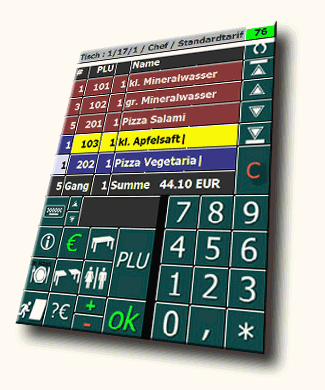 Tisch : 1/17/1 / Chef / Standardtarif 76
# PLU Name
1 101 1 kl. Mineralwasser
3 102 1 gr. Mineralwasser
5 201 1 Pizza Salami
1 103 1 kl. Apfelsaft
1 202 1 Pizza Vegetaria
C
5 Gang 1 Summe 44.10 EUR
7 8 9
€ PLU 4 5 6
1 2 3
?€ + - ok 0 , *